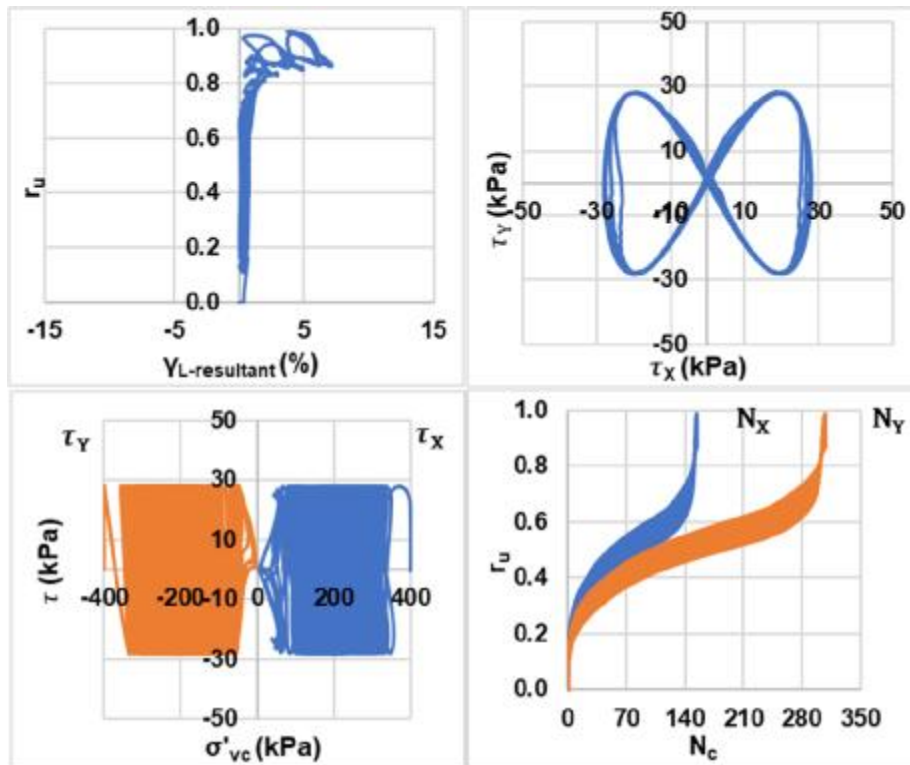 1.0
0.8
0.6
0.4
0.2
0.0
r_u
-15 -5 5 15
γ_L-resultant (%)
50
30
10
-10
-30
-50
τ_Y (kPa)
-50 -30 -10 10 30 50
τ_X (kPa)
τ_Y τ_X
50
30
10
-10
-30
-50
τ (kPa)
-400 -200 0 200 400
σ'_vc (kPa)
N_X N_Y
1.0
0.8
0.6
0.4
0.2
0.0
r_u
0 70 140 210 280 350
N_c